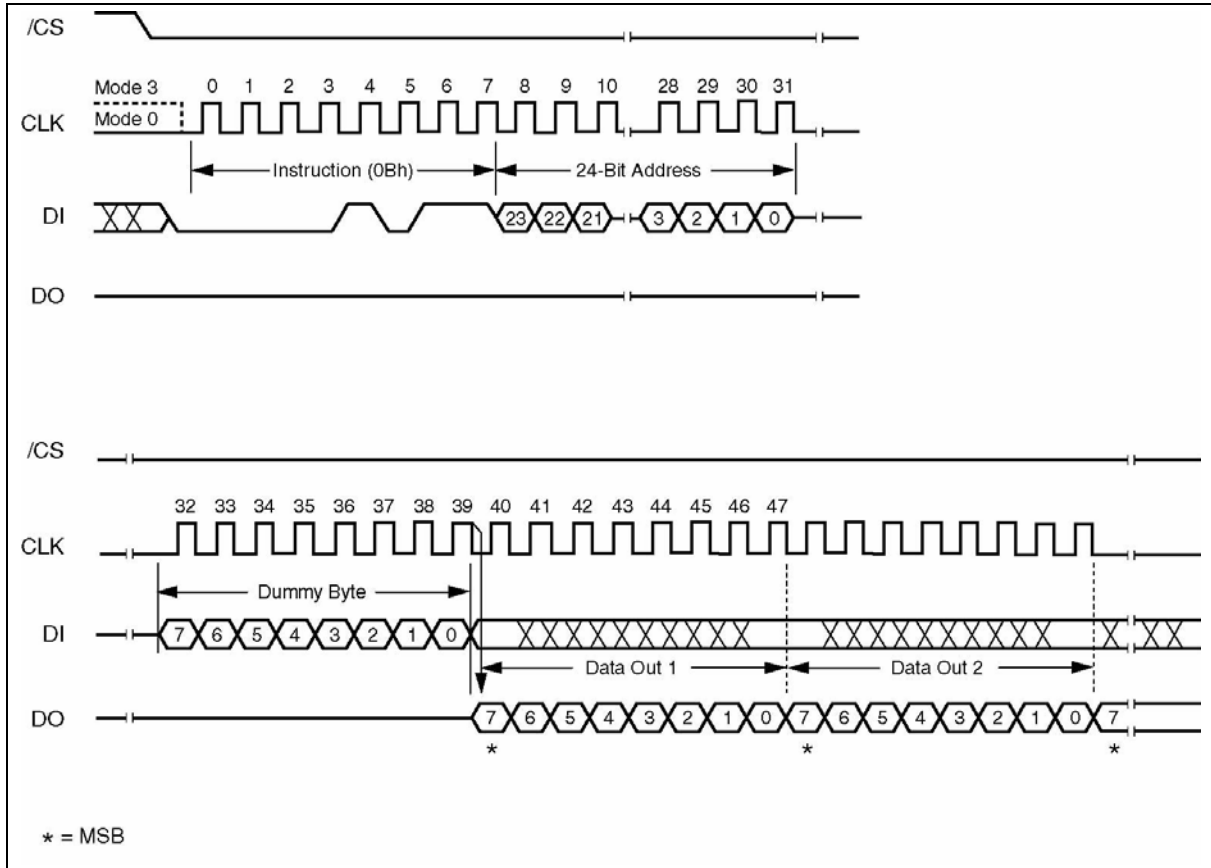 /CS
Mode 3
0 1 2 3 4 5 6 7 8 9 10 28 29 30 31
CLK
Mode 0
Instruction (0Bh) 24-Bit Address
DI 23 22 21 3 2 1 0
DO
/CS
32 33 34 35 36 37 38 39 40 41 42 43 44 45 46 47
CLK
Dummy Byte
DI 7 6 5 4 3 2 1 0
Data Out 1 Data Out 2
DO 7 6 5 4 3 2 1 0 7 6 5 4 3 2 1 0 7
* * *
* = MSB